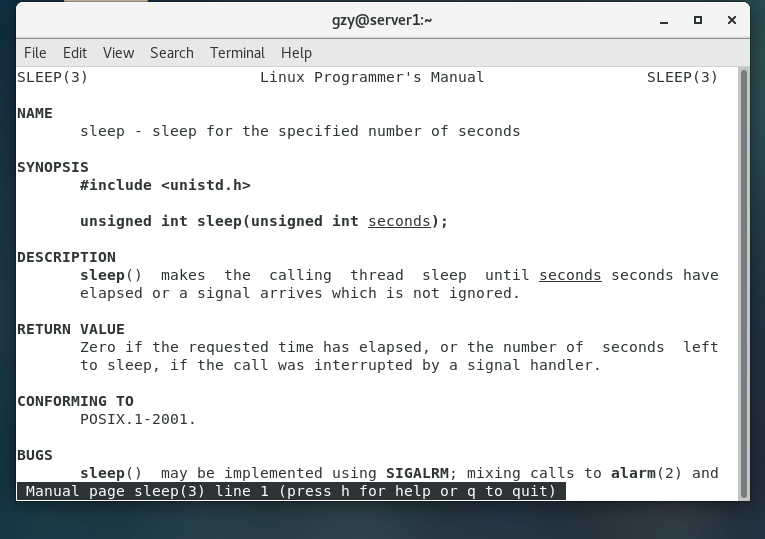 gzy@server1:~
File Edit View Search Terminal Help
SLEEP(3) Linux Programmer's Manual SLEEP(3)
NAME
sleep - sleep for the specified number of seconds
SYNOPSIS
#include <unistd.h>
unsigned int sleep(unsigned int seconds);
DESCRIPTION
sleep() makes the calling thread sleep until seconds seconds have
elapsed or a signal arrives which is not ignored.
RETURN VALUE
Zero if the requested time has elapsed, or the number of seconds left
to sleep, if the call was interrupted by a signal handler.
CONFORMING TO
POSIX.1-2001.
BUGS
sleep() may be implemented using SIGALRM; mixing calls to alarm(2) and
Manual page sleep(3) line 1 (press h for help or q to quit)